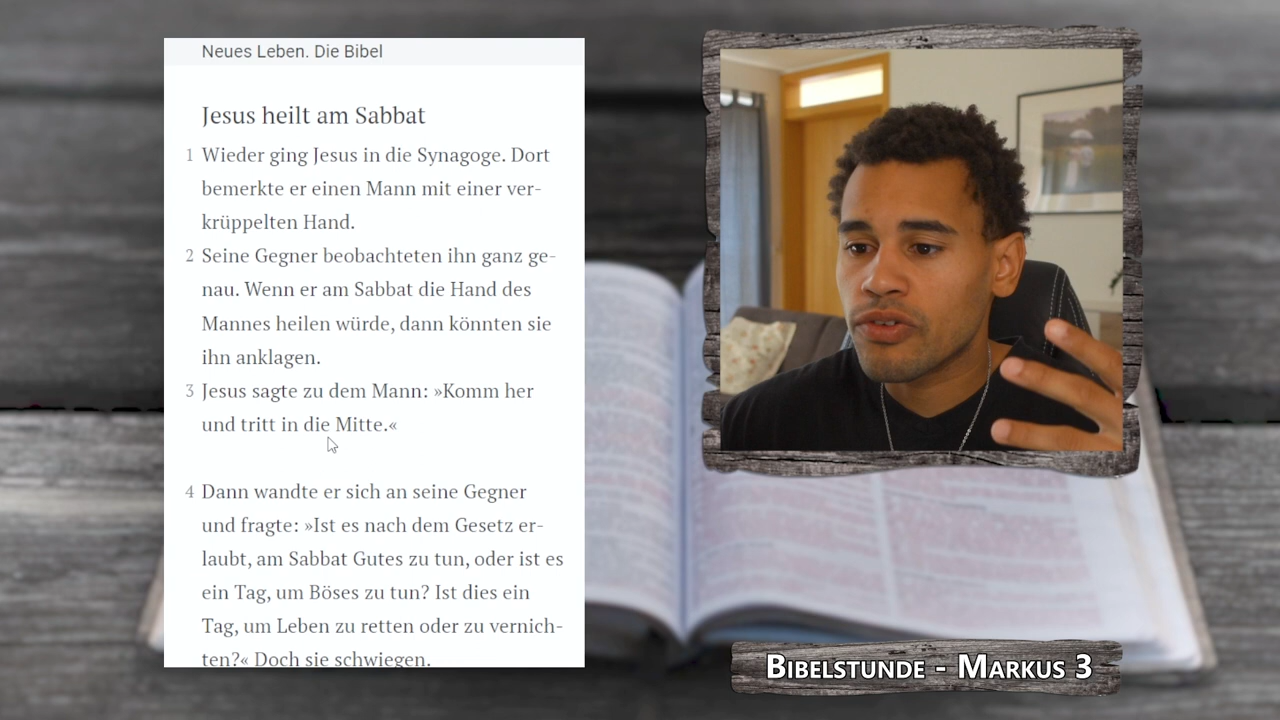 Neues Leben. Die Bibel
Jesus heilt am Sabbat
1 Wieder ging Jesus in die Synagoge. Dort
bemerkte er einen Mann mit einer ver-
krüppelten Hand.
2 Seine Gegner beobachteten ihn ganz ge-
nau. Wenn er am Sabbat die Hand des
Mannes heilen würde, dann könnten sie
ihn anklagen.
3 Jesus sagte zu dem Mann: »Komm her
und tritt in die Mitte.«
4 Dann wandte er sich an seine Gegner
und fragte: »Ist es nach dem Gesetz er-
laubt, am Sabbat Gutes zu tun, oder ist es
ein Tag, um Böses zu tun? Ist dies ein
Tag, um Leben zu retten oder zu vernich-
ten?« Doch sie schwiegen.
Bibelstunde - Markus 3